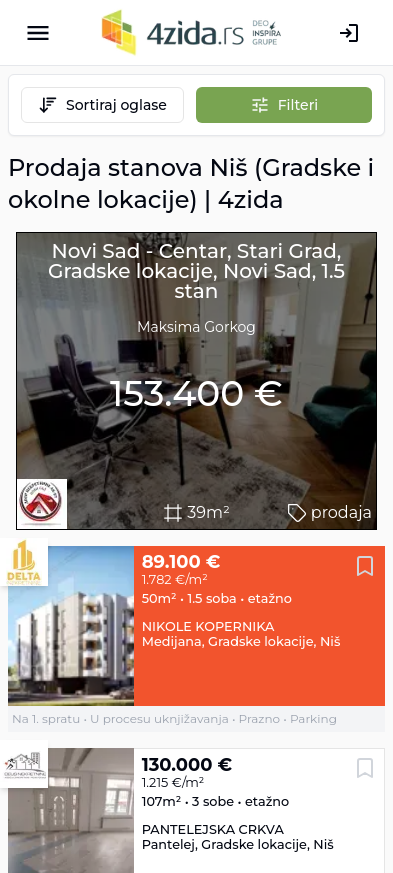 4zida.rs
DEO
INSPIRA
GRUPE
Sortiraj oglase
Filteri
Prodaja stanova Niš (Gradske i
okolne lokacije) | 4zida
Novi Sad - Centar, Stari Grad,
Gradske lokacije, Novi Sad, 1.5
stan
Maksima Gorkog
153.400 €
39m²
prodaja
DELTA
89.100 €
1.782 €/m²
50m² • 1.5 soba • etažno
NIKOLE KOPERNIKA
Medijana, Gradske lokacije, Niš
Na 1. spratu • U procesu uknjižavanja • Prazno • Parking
130.000 €
1.215 €/m²
107m² • 3 sobe • etažno
PANTELEJSKA CRKVA
Pantelej, Gradske lokacije, Niš